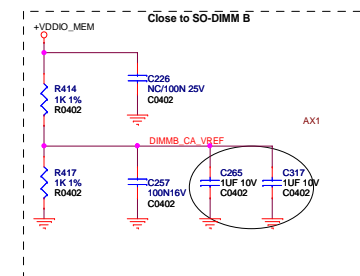 Close to SO-DIMM B
+VDDIO_MEM
C226
NC/100N 25V
C0402
R414
1K 1%
R0402
AX1
DIMMB_CA_VREF
R417
1K 1%
R0402
C257
100N16V
C0402
C265
1UF 10V
C0402
C317
1UF 10V
C0402